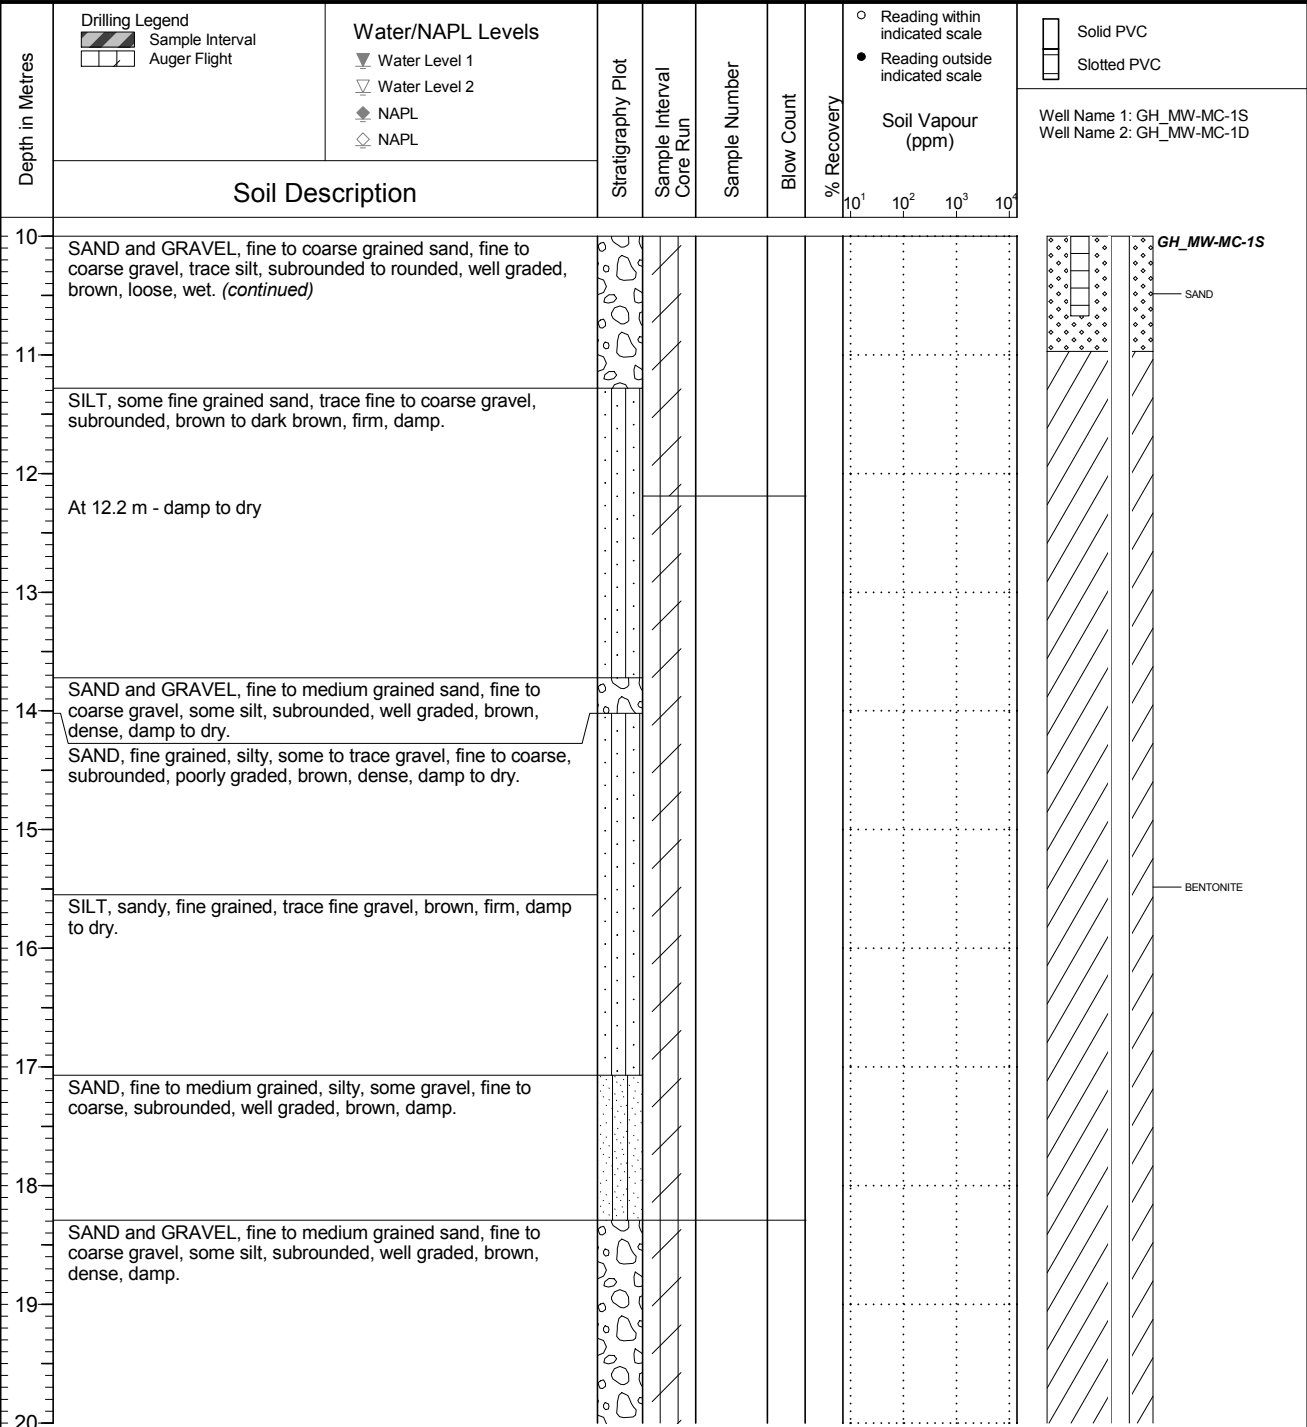 Depth in Metres
Drilling Legend
Sample Interval
Auger Flight
Water/NAPL Levels
Water Level 1
Water Level 2
NAPL
NAPL
Soil Description
Stratigraphy Plot
Sample Interval
Core Run
Sample Number
Blow Count
% Recovery
Reading within
indicated scale
Reading outside
indicated scale
Soil Vapour
(ppm)
10¹ 10² 10³ 10⁴
Solid PVC
Slotted PVC
Well Name 1: GH_MW-MC-1S
Well Name 2: GH_MW-MC-1D
10
SAND and GRAVEL, fine to coarse grained sand, fine to
coarse gravel, trace silt, subrounded to rounded, well graded,
brown, loose, wet. (continued)
GH_MW-MC-1S
SAND
11
SILT, some fine grained sand, trace fine to coarse gravel,
subrounded, brown to dark brown, firm, damp.
12
At 12.2 m - damp to dry
13
SAND and GRAVEL, fine to medium grained sand, fine to
coarse gravel, some silt, subrounded, well graded, brown,
dense, damp to dry.
14
SAND, fine grained, silty, some to trace gravel, fine to coarse,
subrounded, poorly graded, brown, dense, damp to dry.
15
BENTONITE
SILT, sandy, fine grained, trace fine gravel, brown, firm, damp
to dry.
16
17
SAND, fine to medium grained, silty, some gravel, fine to
coarse, subrounded, well graded, brown, damp.
18
SAND and GRAVEL, fine to medium grained sand, fine to
coarse gravel, some silt, subrounded, well graded, brown,
dense, damp.
19
20